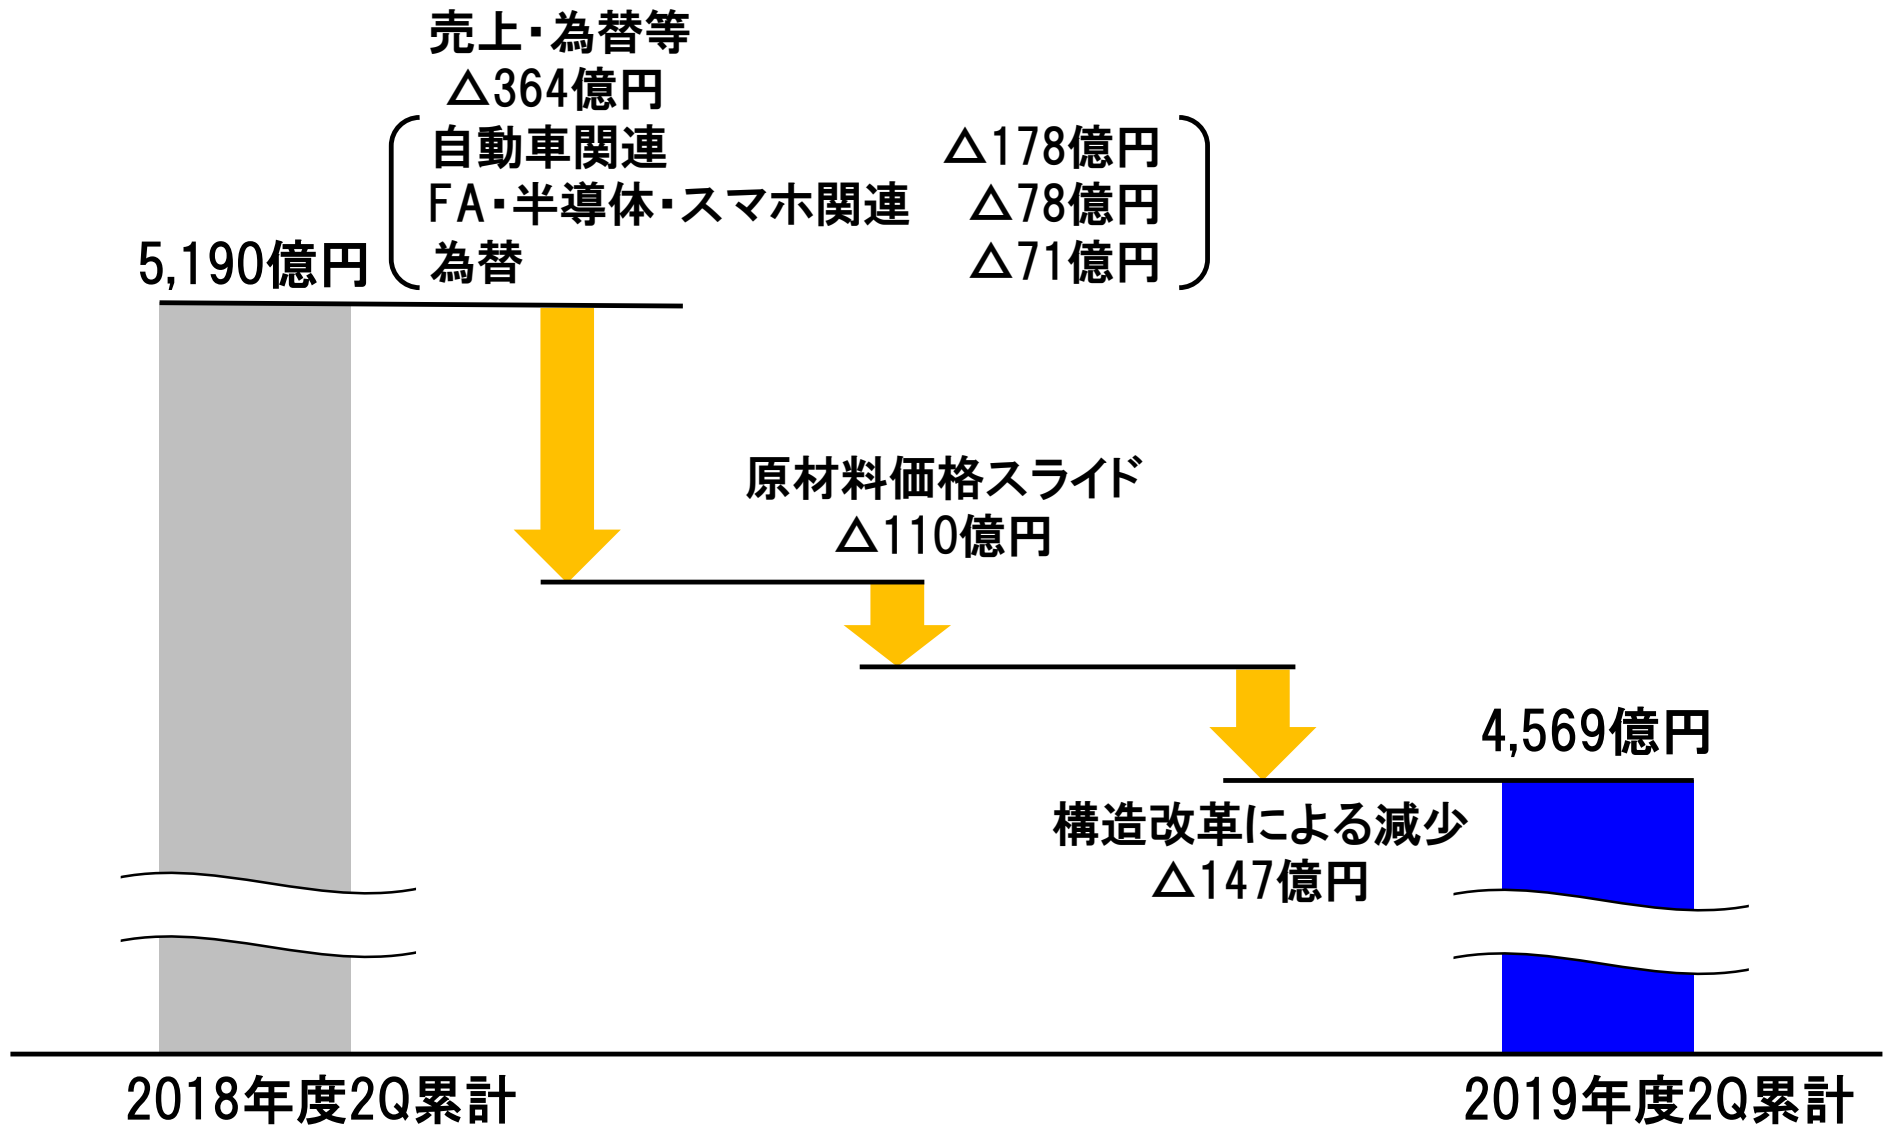 売上・為替等
△364億円
自動車関連 △178億円
FA・半導体・スマホ関連 △78億円
為替 △71億円
5,190億円
原材料価格スライド
△110億円
4,569億円
構造改革による減少
△147億円
2018年度2Q累計
2019年度2Q累計